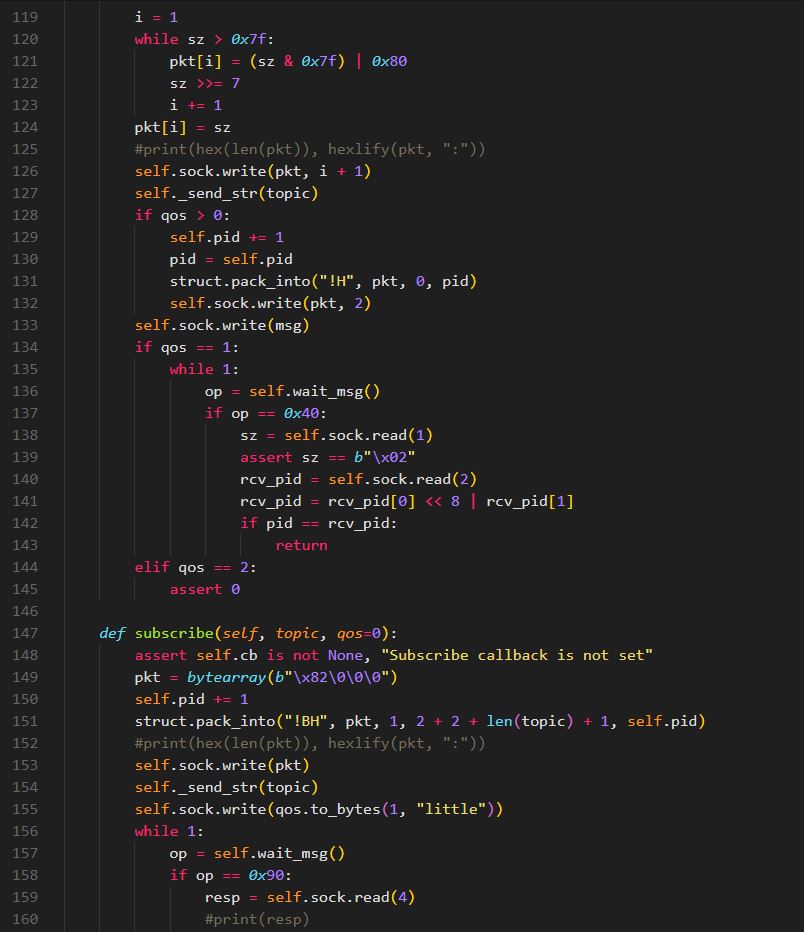 119 i = 1
120 while sz > 0x7f:
121 pkt[i] = (sz & 0x7f) | 0x80
122 sz >>= 7
123 i += 1
124 pkt[i] = sz
125 #print(hex(len(pkt)), hexlify(pkt, ":"))
126 self.sock.write(pkt, i + 1)
127 self._send_str(topic)
128 if qos > 0:
129 self.pid += 1
130 pid = self.pid
131 struct.pack_into("!H", pkt, 0, pid)
132 self.sock.write(pkt, 2)
133 self.sock.write(msg)
134 if qos == 1:
135 while 1:
136 op = self.wait_msg()
137 if op == 0x40:
138 sz = self.sock.read(1)
139 assert sz == b"\x02"
140 rcv_pid = self.sock.read(2)
141 rcv_pid = rcv_pid[0] << 8 | rcv_pid[1]
142 if pid == rcv_pid:
143 return
144 elif qos == 2:
145 assert 0
146
147 def subscribe(self, topic, qos=0):
148 assert self.cb is not None, "Subscribe callback is not set"
149 pkt = bytearray(b"\x82\0\0\0")
150 self.pid += 1
151 struct.pack_into("!BH", pkt, 1, 2 + 2 + len(topic) + 1, self.pid)
152 #print(hex(len(pkt)), hexlify(pkt, ":"))
153 self.sock.write(pkt)
154 self._send_str(topic)
155 self.sock.write(qos.to_bytes(1, "little"))
156 while 1:
157 op = self.wait_msg()
158 if op == 0x90:
159 resp = self.sock.read(4)
160 #print(resp)